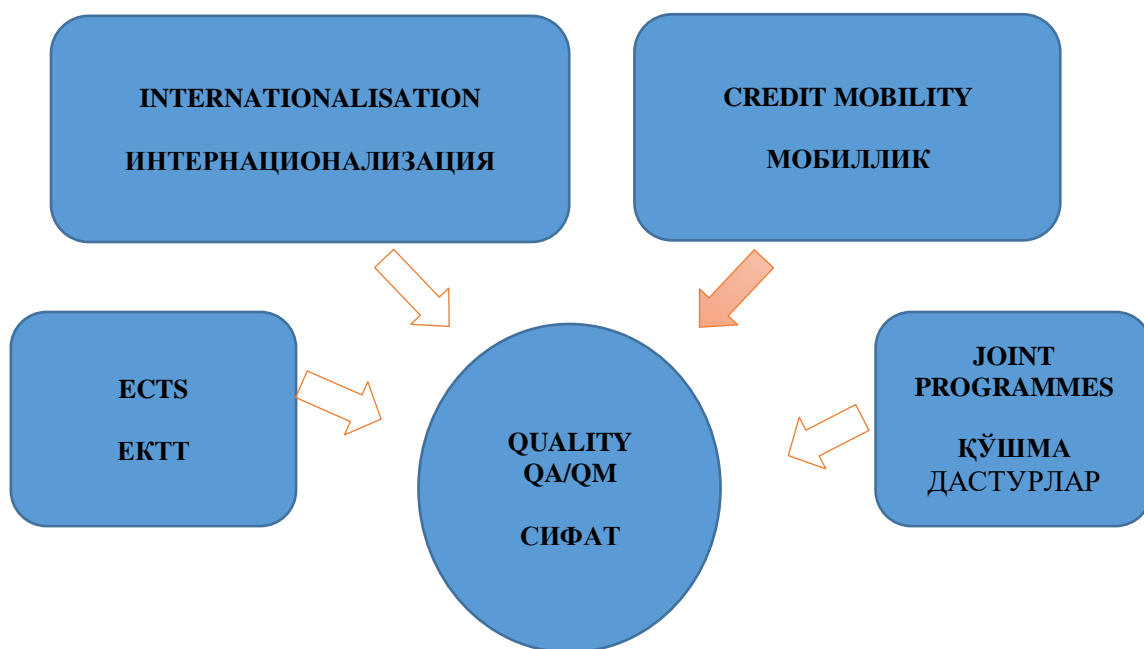 INTERNATIONALISATION
ИНТЕРНАЦИОНАЛИЗАЦИЯ
CREDIT MOBILITY
МОБИЛЛИК
ECTS
ЕКТТ
QUALITY
QA/QM
СИФАТ
JOINT
PROGRAMMES
ҚЎШМА
ДАСТУРЛАР